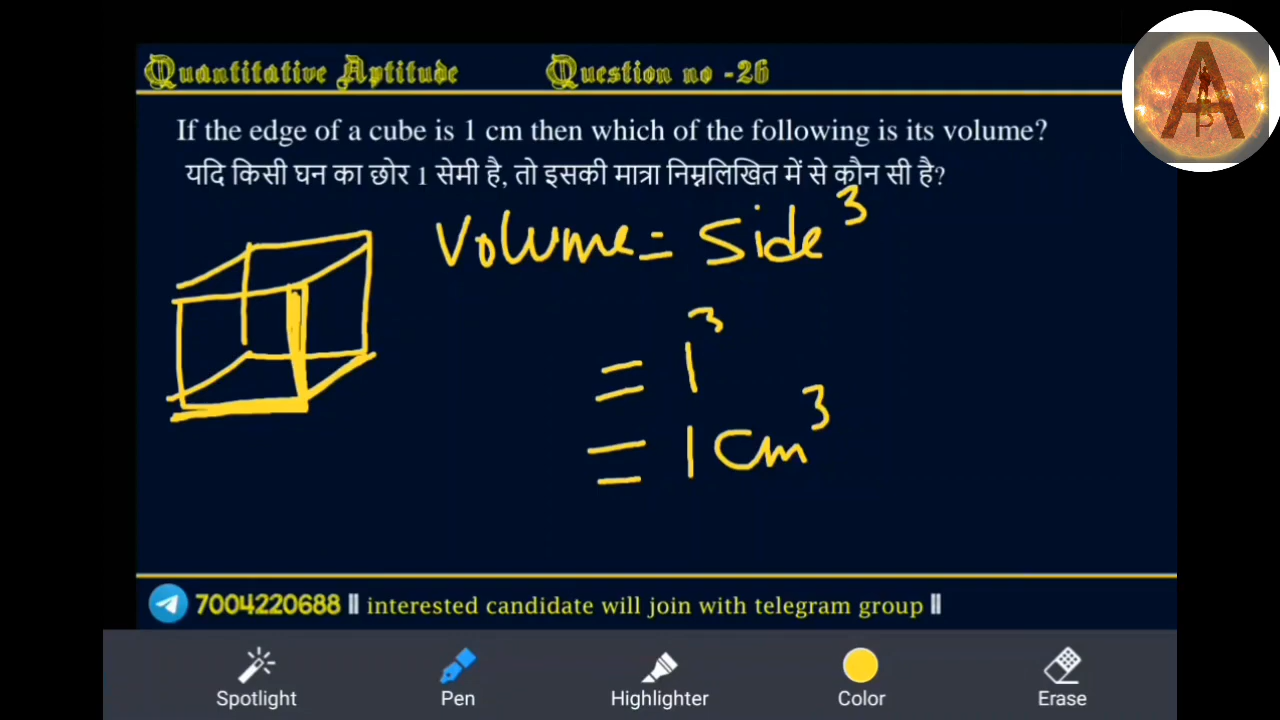 Quantitative Aptitude Question no -26
If the edge of a cube is 1 cm then which of the following is its volume?
यदि किसी घन का छोर 1 सेमी है, तो इसकी मात्रा निम्नलिखित में से कौन सी है?
Volume = Side³
= 1³
= 1 cm³
7004220688 || interested candidate will join with telegram group ||
Spotlight Pen Highlighter Color Erase
A
P